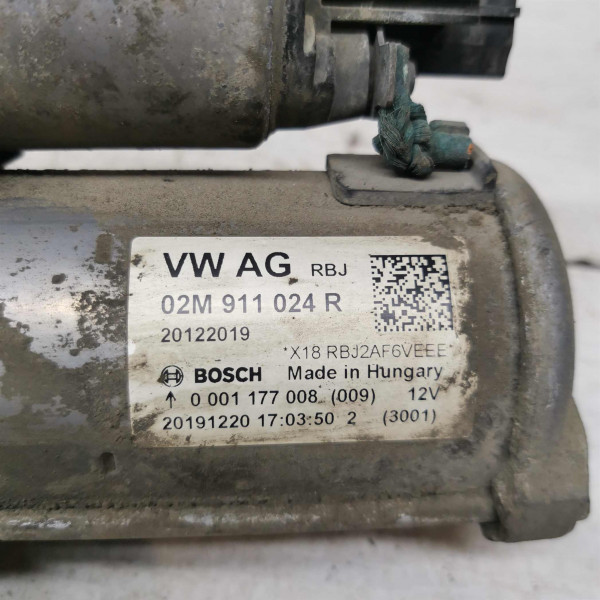 VW AG RBJ
02M 911 024 R
20122019
*X18 RBJ2AF6VEEE*
BOSCH Made in Hungary
↑ 0 001 177 008 (009) 12V
20191220 17:03:50 2 (3001)